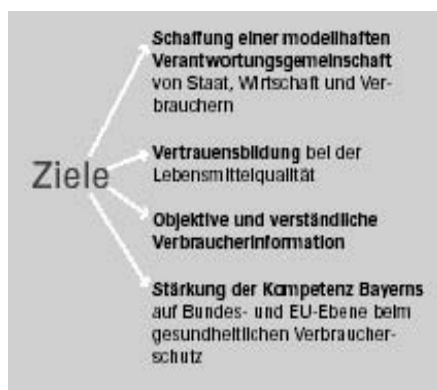 Schaffung einer modellhaften
Verantwortungsgemeinschaft
von Staat, Wirtschaft und Ver-
brauchern
Ziele
Vertrauensbildung bei der
Lebensmittelqualität
Objektive und verständliche
Verbraucherinformation
Stärkung der Kompetenz Bayerns
auf Bundes- und EU-Ebene beim
gesundheitlichen Verbraucher-
schutz